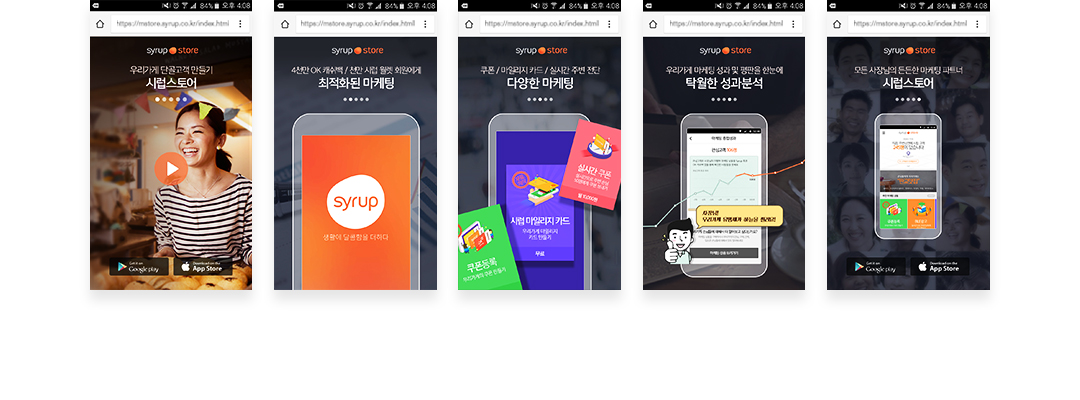 84% 오후 4:08
https://mstore.syrup.co.kr/index.html
syrup store
우리가게 단골고객 만들기
시럽스토어
Get it on
Google play
Download on the
App Store
84% 오후 4:08
https://mstore.syrup.co.kr/index.html
syrup store
4천만 OK 캐쉬백 / 천만 시럽 월렛 회원에게
최적화된 마케팅
syrup
생활에 달콤함을 더하다
84% 오후 4:08
https://mstore.syrup.co.kr/index.html
syrup store
쿠폰 / 마일리지 카드 / 실시간 주변 전단
다양한 마케팅
실시간 쿠폰
시럽 마일리지 카드
우리가게 마일리지
카드 만들기
무료
쿠폰등록
우리가게의 쿠폰 만들기
84% 오후 4:08
https://mstore.syrup.co.kr/index.html
syrup store
우리가게 마케팅 성과 및 평판을 한눈에
탁월한 성과분석
마케팅 종합성과
84% 오후 4:08
https://mstore.syrup.co.kr/index.html
syrup store
모든 사장님의 든든한 마케팅 파트너
시럽스토어
syrup store
Get it on
Google play
Download on the
App Store